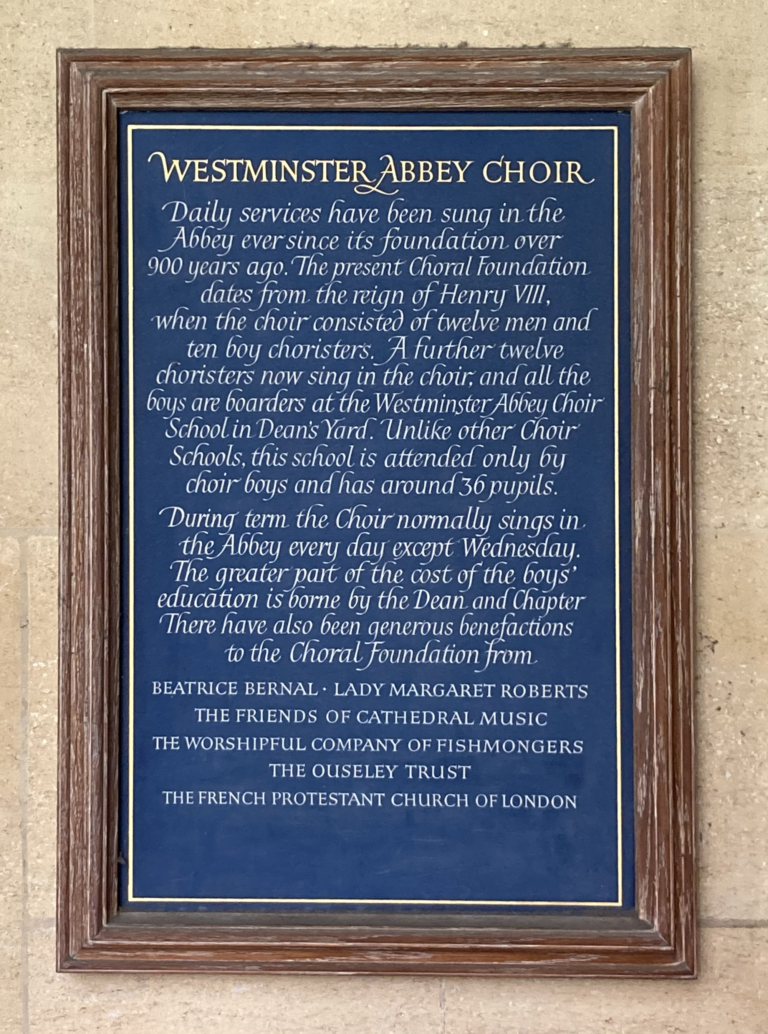 WESTMINSTER ABBEY CHOIR
Daily services have been sung in the
Abbey ever since its foundation over
900 years ago. The present Choral Foundation
dates from the reign of Henry VIII,
when the choir consisted of twelve men and
ten boy choristers. A further twelve
choristers now sing in the choir, and all the
boys are boarders at the Westminster Abbey Choir
School in Dean's Yard. Unlike other Choir
Schools, this school is attended only by
choir boys and has around 36 pupils.
During term the Choir normally sings in
the Abbey every day except Wednesday.
The greater part of the cost of the boys'
education is borne by the Dean and Chapter
There have also been generous benefactions
to the Choral Foundation from
BEATRICE BERNAL · LADY MARGARET ROBERTS
THE FRIENDS OF CATHEDRAL MUSIC
THE WORSHIPFUL COMPANY OF FISHMONGERS
THE OUSELEY TRUST
THE FRENCH PROTESTANT CHURCH OF LONDON